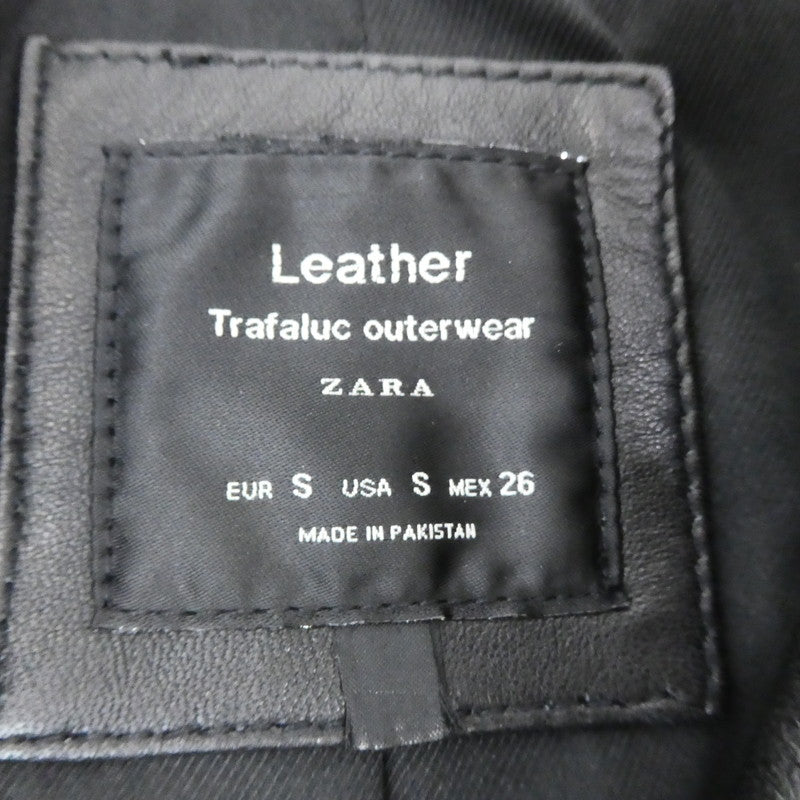 Leather
Trafaluc outerwear
ZARA
EUR S USA S MEX 26
MADE IN PAKISTAN